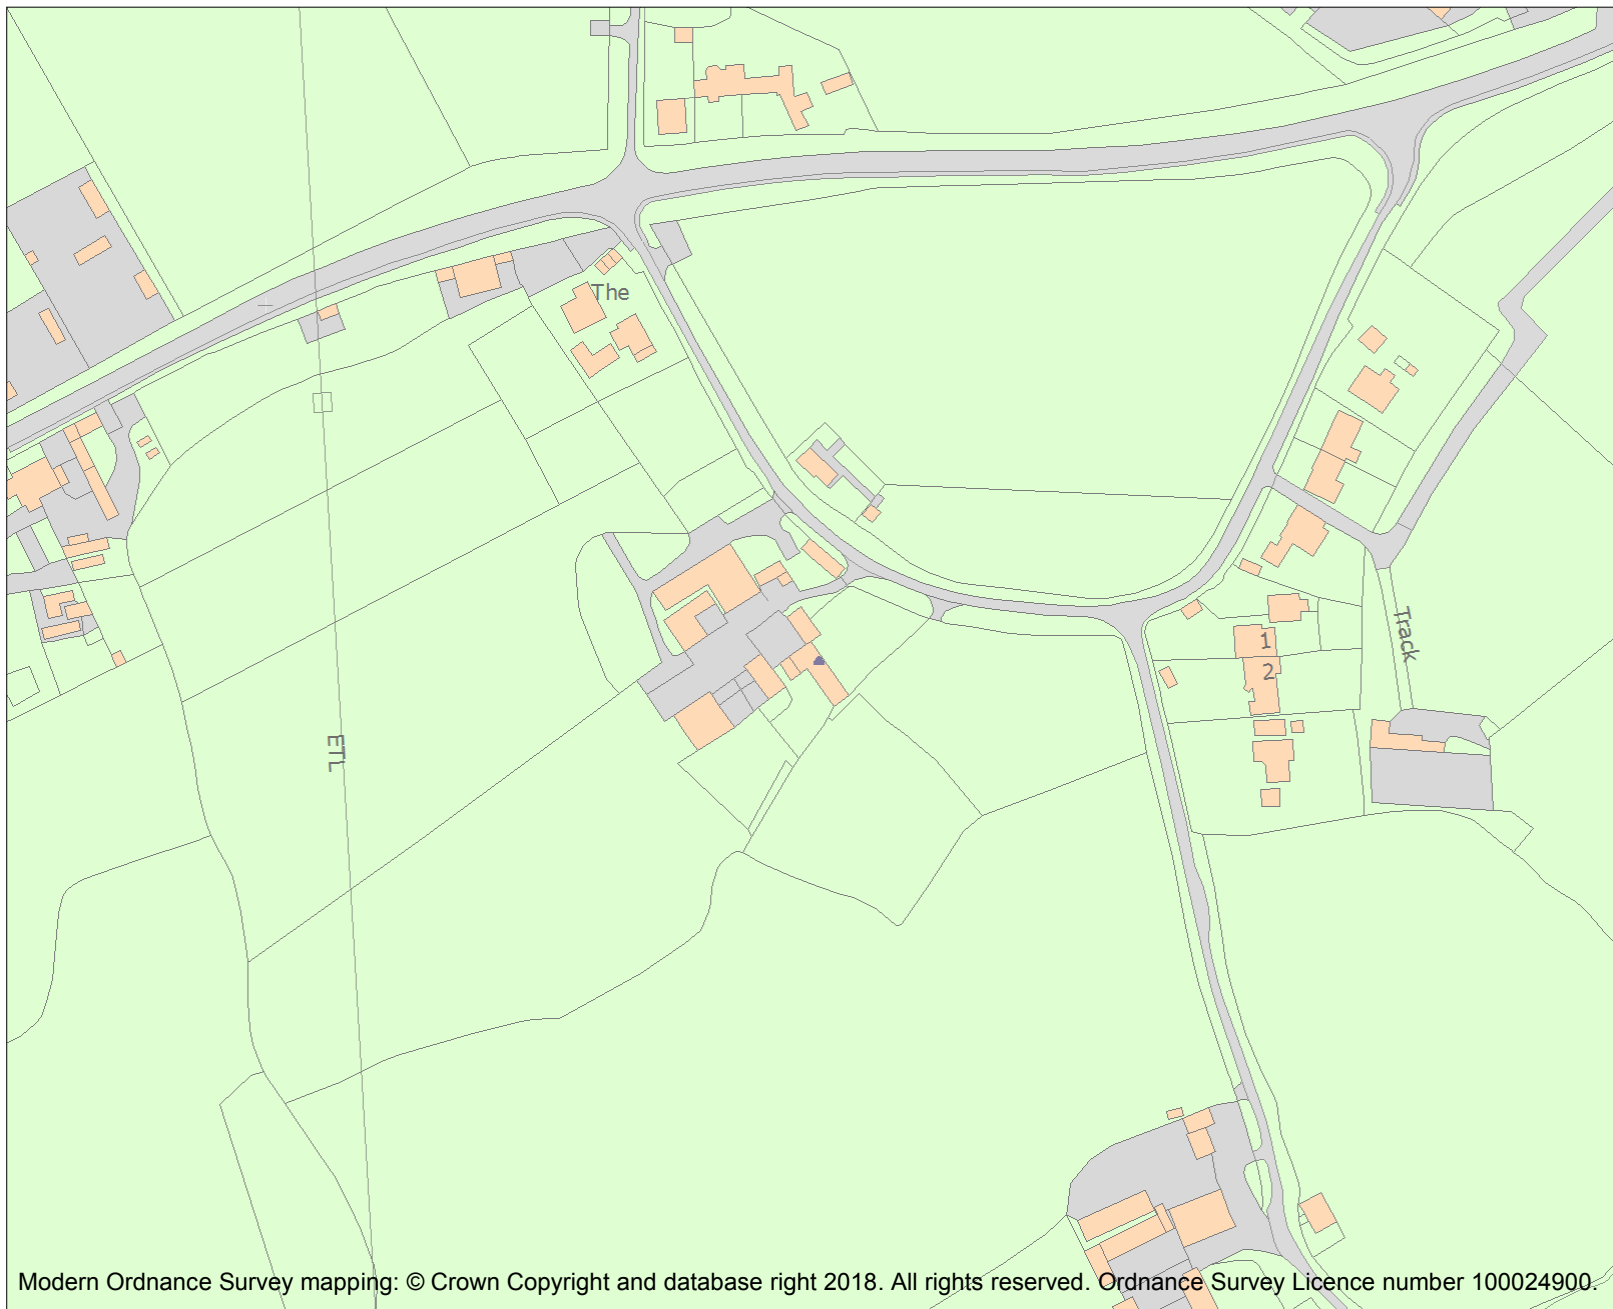 The
Track
1
2
ETL
Modern Ordnance Survey mapping: © Crown Copyright and database right 2018. All rights reserved. Ordnance Survey Licence number 100024900.